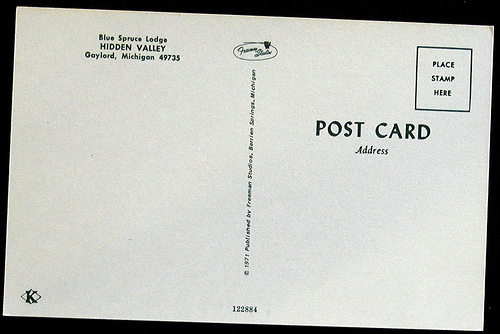 Blue Spruce Lodge
HIDDEN VALLEY
Gaylord, Michigan 49735
Freeman Studios
© 1971 Published by Freeman Studios, Berrien Springs, Michigan
PLACE
STAMP
HERE
POST CARD
Address
K
122884